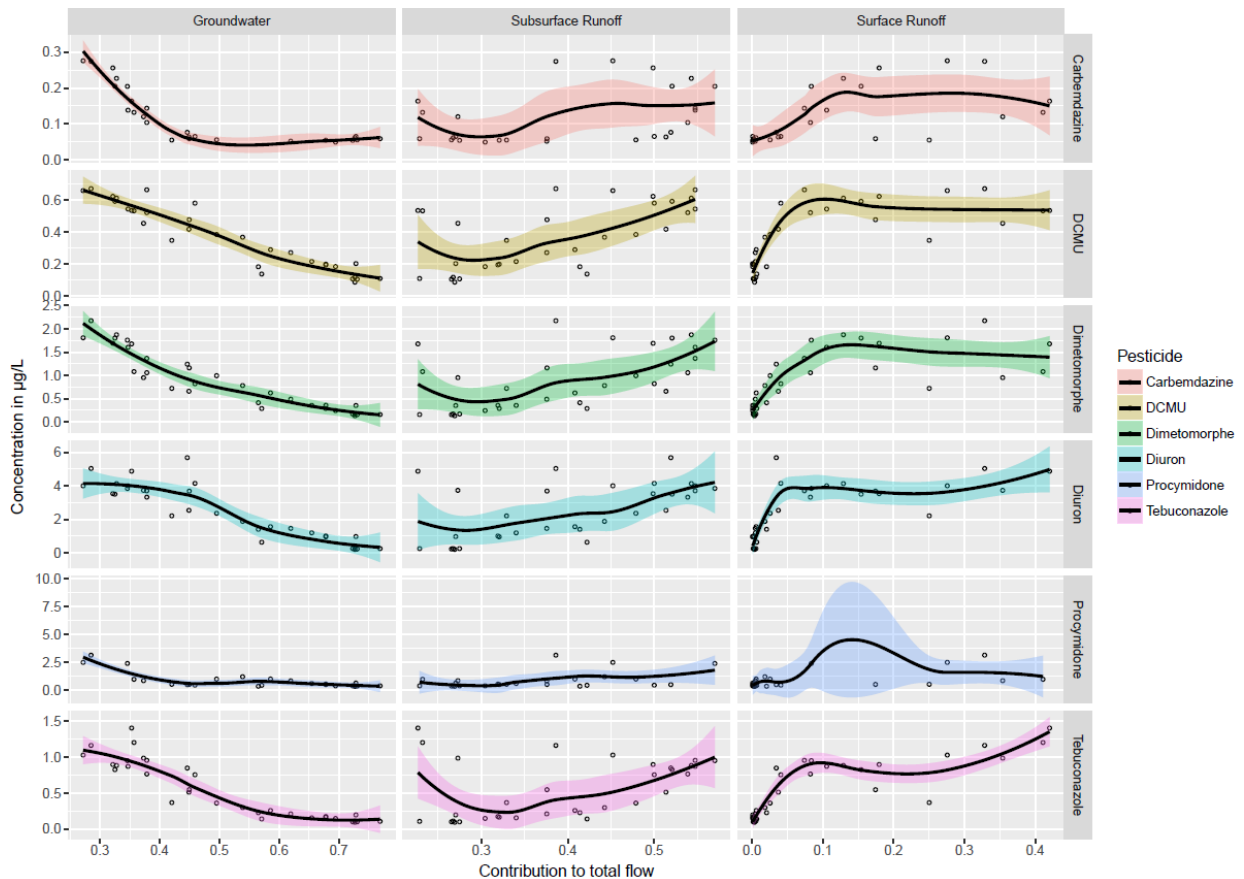 Groundwater Subsurface Runoff Surface Runoff
0.3
0.2
0.1
0.0
Carbemdazine
0.6
0.4
0.2
0.0
DCMU
2.5
2.0
1.5
1.0
0.5
0.0
Dimetomorphe
6
4
2
0
Diuron
10.0
7.5
5.0
2.5
0.0
Procymidone
1.5
1.0
0.5
0.0
Tebuconazole
0.3 0.4 0.5 0.6 0.7 0.3 0.4 0.5 0.0 0.1 0.2 0.3 0.4
Contribution to total flow
Concentration in µg/L
Pesticide
Carbemdazine
DCMU
Dimetomorphe
Diuron
Procymidone
Tebuconazole